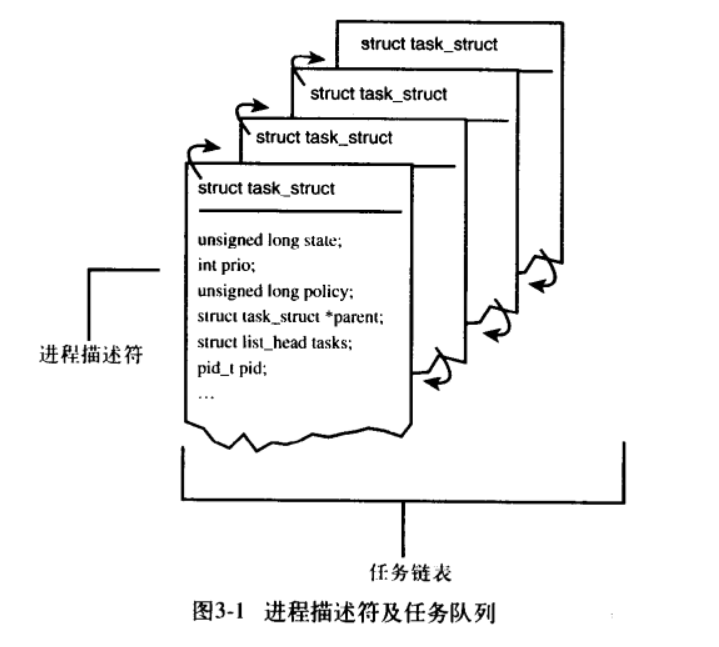 struct task_struct
struct task_struct
struct task_struct
struct task_struct
unsigned long state;
int prio;
unsigned long policy;
struct task_struct *parent;
struct list_head tasks;
pid_t pid;
…
进程描述符
任务链表
图3-1 进程描述符及任务队列